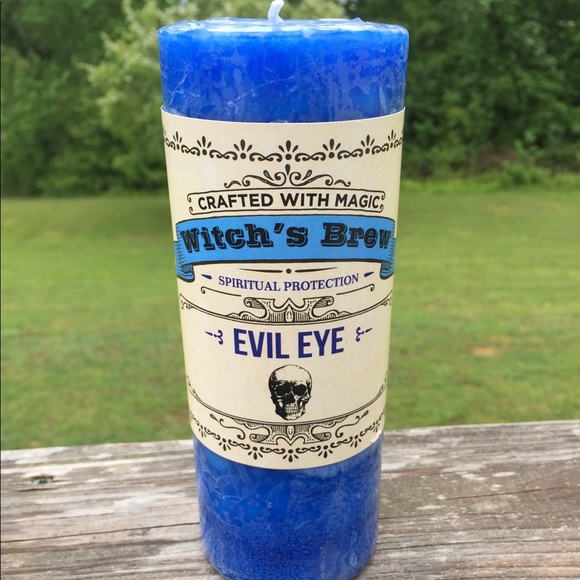 CRAFTED WITH MAGIC
Witch's Brew
SPIRITUAL PROTECTION
EVIL EYE